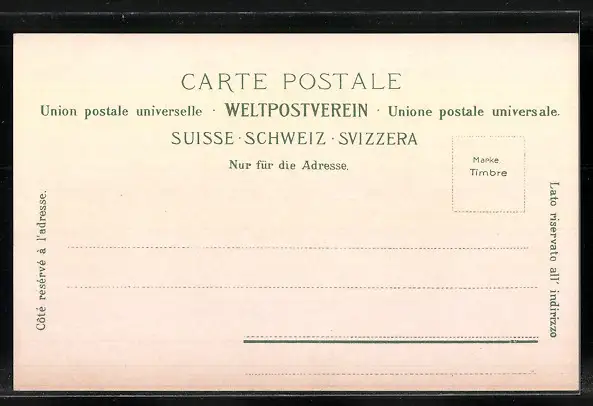 CARTE POSTALE
Union postale universelle · WELTPOSTVEREIN · Unione postale universale.
SUISSE · SCHWEIZ · SVIZZERA
Nur für die Adresse.
Marke
Timbre
Côté resérvé à l'adresse.
Lato riservato all' indirizzo